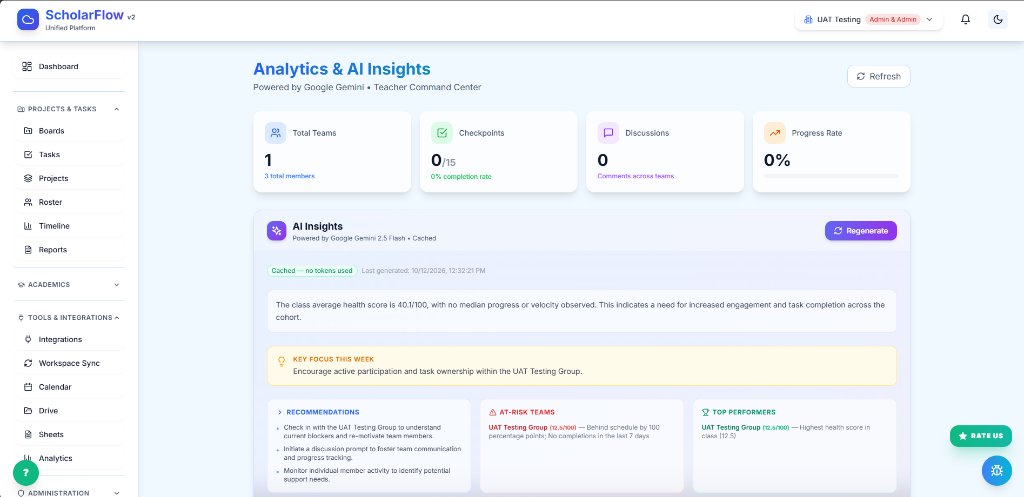 ScholarFlow v2
Unified Platform
UAT Testing Admin & Admin
Dashboard
PROJECTS & TASKS
Boards
Tasks
Projects
Roster
Timeline
Reports
ACADEMICS
TOOLS & INTEGRATIONS
Integrations
Workspace Sync
Calendar
Drive
Sheets
Analytics
ADMINISTRATION
?
Analytics & AI Insights
Powered by Google Gemini • Teacher Command Center
Refresh
Total Teams
1
3 total members
Checkpoints
0/15
0% completion rate
Discussions
0
Comments across teams
Progress Rate
0%
AI Insights
Powered by Google Gemini 2.5 Flash • Cached
Regenerate
Cached — no tokens used Last generated: 10/12/2026, 12:32:21 PM
The class average health score is 40.1/100, with no median progress or velocity observed. This indicates a need for increased engagement and task completion across the
cohort.
KEY FOCUS THIS WEEK
Encourage active participation and task ownership within the UAT Testing Group.
RECOMMENDATIONS
• Check in with the UAT Testing Group to understand
current blockers and re-motivate team members.
• Initiate a discussion prompt to foster team communication
and progress tracking.
• Monitor individual member activity to identify potential
support needs.
AT-RISK TEAMS
UAT Testing Group (12.5/100) — Behind schedule by 100
percentage points; No completions in the last 7 days
TOP PERFORMERS
UAT Testing Group (12.5/100) — Highest health score in
class (12.5)
RATE US